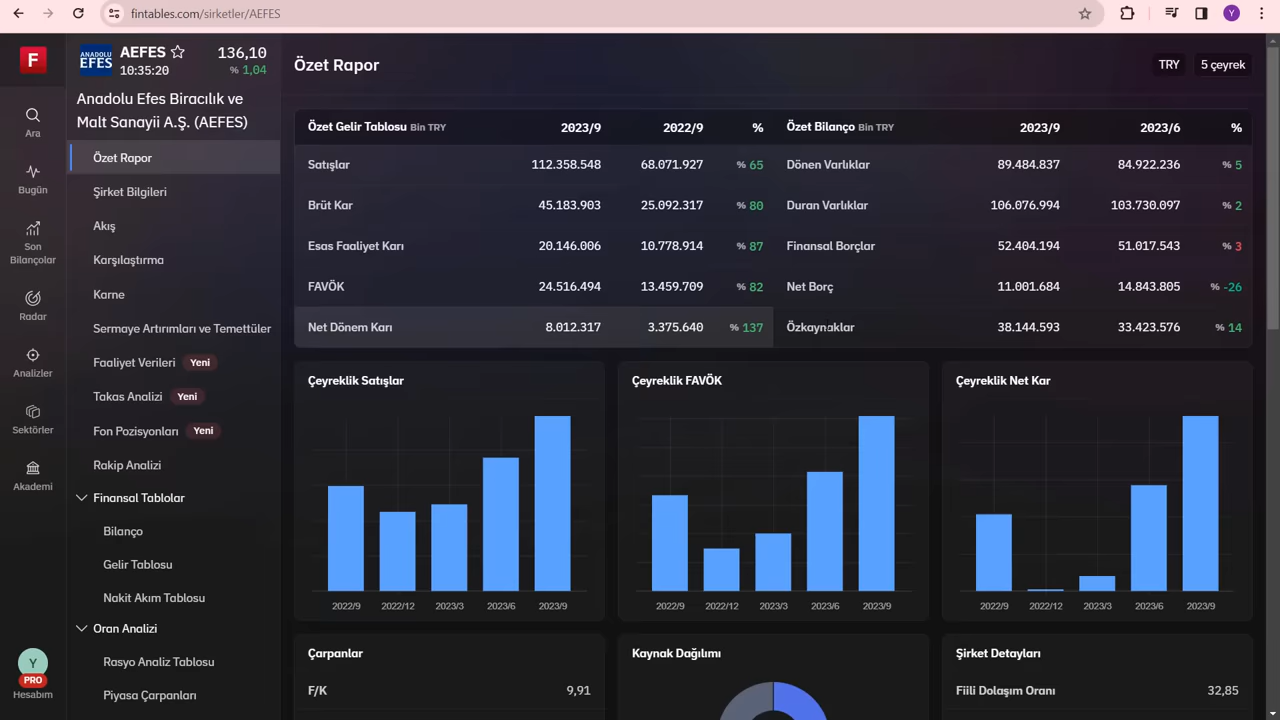 fintables.com/sirketler/AEFES
Y
F
Ara
Bugün
Son
Bilançolar
Radar
Analizler
Sektörler
Akademi
Y
PRO
Hesabım
ANADOLU
EFES
AEFES
136,10
10:35:20
% 1,04
Anadolu Efes Biracılık ve
Malt Sanayii A.Ş. (AEFES)
Özet Rapor
Şirket Bilgileri
Akış
Karşılaştırma
Karne
Sermaye Artırımları ve Temettüler
Faaliyet Verileri Yeni
Takas Analizi Yeni
Fon Pozisyonları Yeni
Rakip Analizi
Finansal Tablolar
Bilanço
Gelir Tablosu
Nakit Akım Tablosu
Oran Analizi
Rasyo Analiz Tablosu
Piyasa Çarpanları
Özet Rapor
TRY 5 çeyrek
Özet Gelir Tablosu Bin TRY 2023/9 2022/9 %
Satışlar 112.358.548 68.071.927 % 65
Brüt Kar 45.183.903 25.092.317 % 80
Esas Faaliyet Karı 20.146.006 10.778.914 % 87
FAVÖK 24.516.494 13.459.709 % 82
Net Dönem Karı 8.012.317 3.375.640 % 137
Özet Bilanço Bin TRY 2023/9 2023/6 %
Dönen Varlıklar 89.484.837 84.922.236 % 5
Duran Varlıklar 106.076.994 103.730.097 % 2
Finansal Borçlar 52.404.194 51.017.543 % 3
Net Borç 11.001.684 14.843.805 % -26
Özkaynaklar 38.144.593 33.423.576 % 14
Çeyreklik Satışlar
2022/9 2022/12 2023/3 2023/6 2023/9
Çeyreklik FAVÖK
2022/9 2022/12 2023/3 2023/6 2023/9
Çeyreklik Net Kar
2022/9 2022/12 2023/3 2023/6 2023/9
Çarpanlar
F/K 9,91
Kaynak Dağılımı
Şirket Detayları
Fiili Dolaşım Oranı 32,85